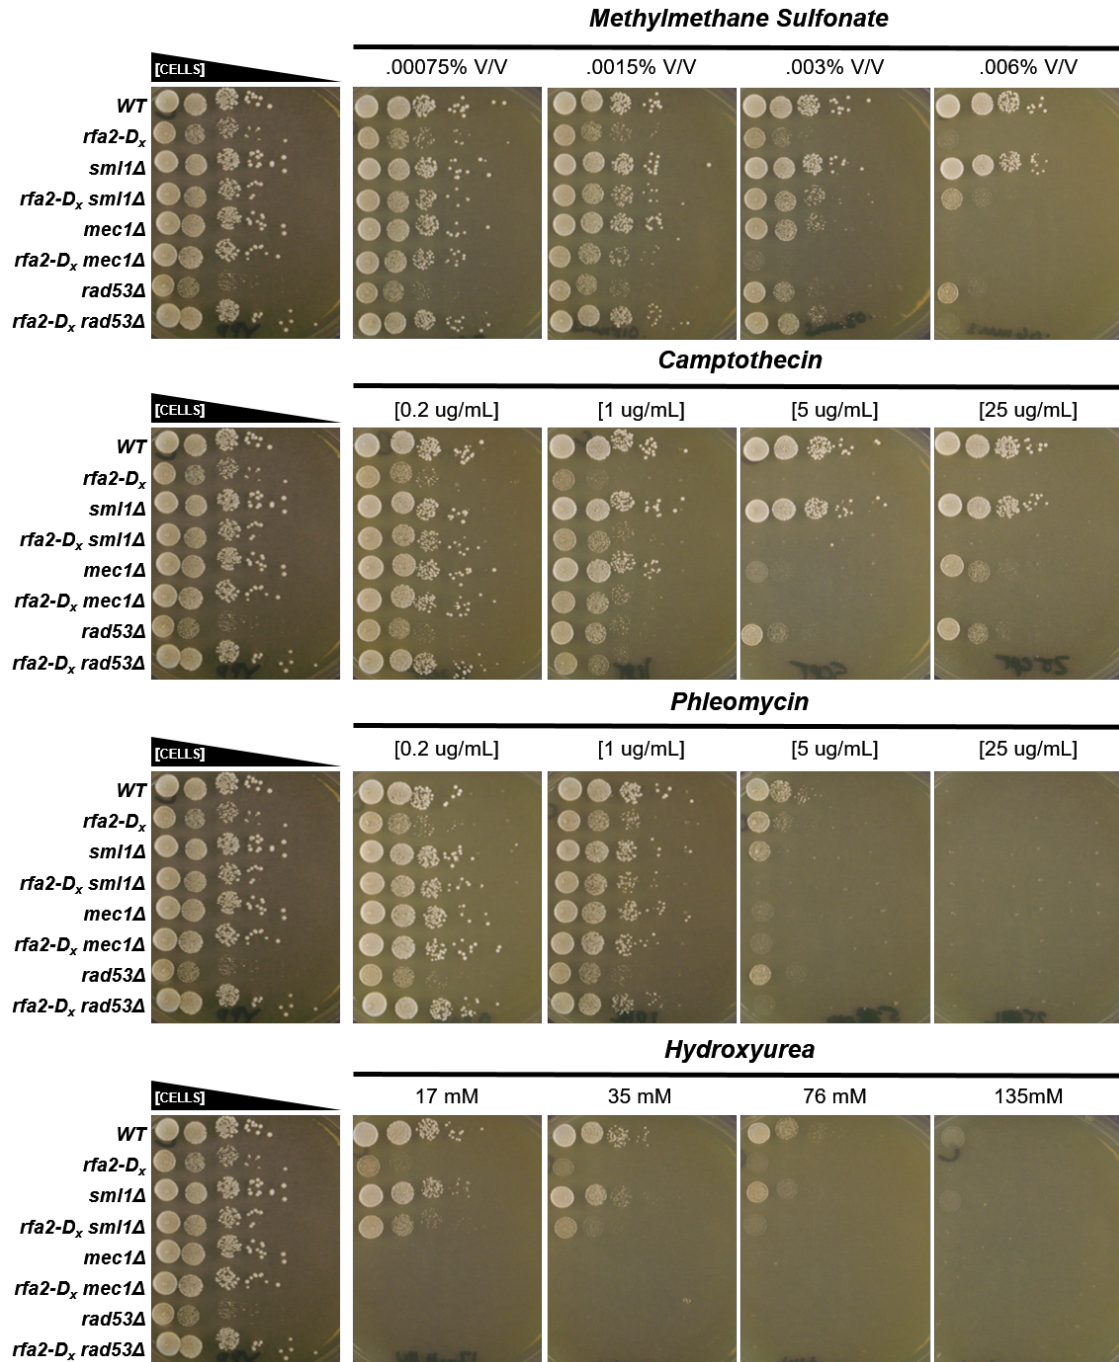 Methylmethane Sulfonate
[CELLS] .00075% V/V .0015% V/V .003% V/V .006% V/V
WT
rfa2-Dx
sml1Δ
rfa2-Dx sml1Δ
mec1Δ
rfa2-Dx mec1Δ
rad53Δ
rfa2-Dx rad53Δ
Camptothecin
[CELLS] [0.2 ug/mL] [1 ug/mL] [5 ug/mL] [25 ug/mL]
WT
rfa2-Dx
sml1Δ
rfa2-Dx sml1Δ
mec1Δ
rfa2-Dx mec1Δ
rad53Δ
rfa2-Dx rad53Δ
Phleomycin
[CELLS] [0.2 ug/mL] [1 ug/mL] [5 ug/mL] [25 ug/mL]
WT
rfa2-Dx
sml1Δ
rfa2-Dx sml1Δ
mec1Δ
rfa2-Dx mec1Δ
rad53Δ
rfa2-Dx rad53Δ
Hydroxyurea
[CELLS] 17 mM 35 mM 76 mM 135mM
WT
rfa2-Dx
sml1Δ
rfa2-Dx sml1Δ
mec1Δ
rfa2-Dx mec1Δ
rad53Δ
rfa2-Dx rad53Δ